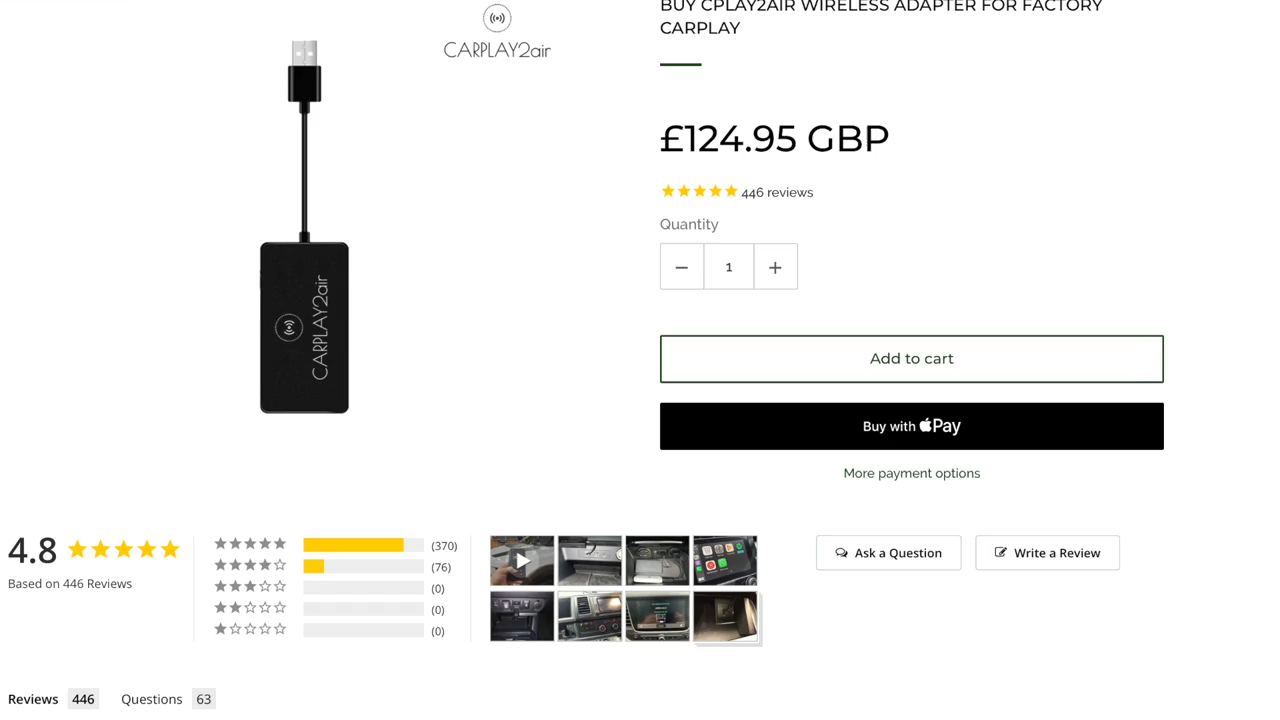 BUY CPLAY2AIR WIRELESS ADAPTER FOR FACTORY
CARPLAY
CARPLAY2air
CARPLAY2air
£124.95 GBP
446 reviews
Quantity
1
Add to cart
Buy with Pay
More payment options
4.8
Based on 446 Reviews
(370)
(76)
(0)
(0)
(0)
Ask a Question
Write a Review
Reviews 446 Questions 63